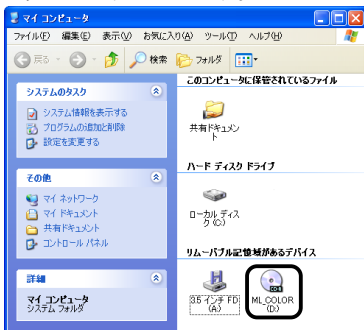 マイ コンピュータ
ファイル(F) 編集(E) 表示(V) お気に入り(A) ツール(T) ヘルプ(H)
戻る 検索 フォルダ
システムのタスク
システム情報を表示する
プログラムの追加と削除
設定を変更する
その他
マイ ネットワーク
マイ ドキュメント
共有ドキュメント
コントロール パネル
詳細
マイ コンピュータ
システム フォルダ
このコンピュータに保管されているファイル
共有ドキュメン
ト
ハード ディスク ドライブ
ローカル ディス
ク (C:)
リムーバブル記憶域があるデバイス
3.5 インチ FD
(A:)
ML_COLOR
(D:)